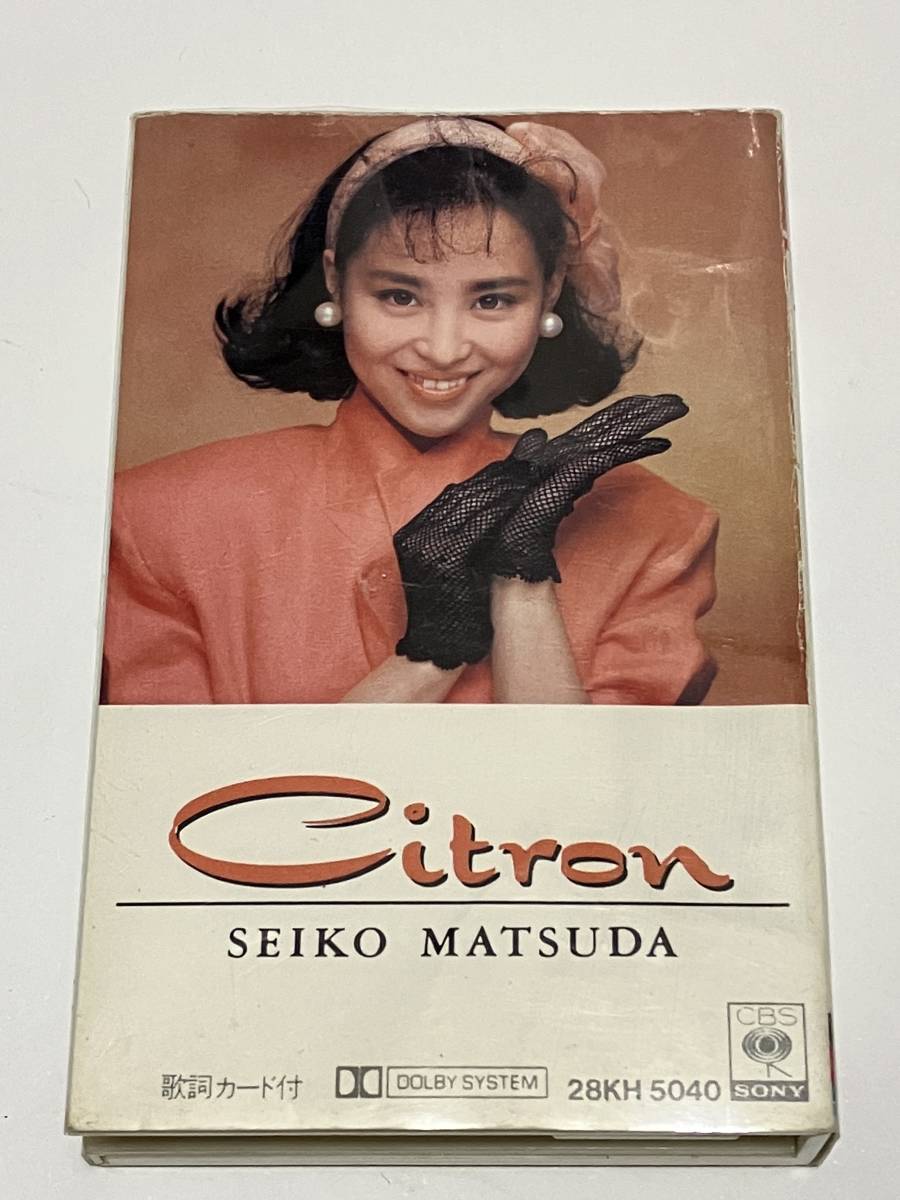 Citron
SEIKO MATSUDA
歌詞カード付 DOLBY SYSTEM 28KH 5040
CBS
SONY